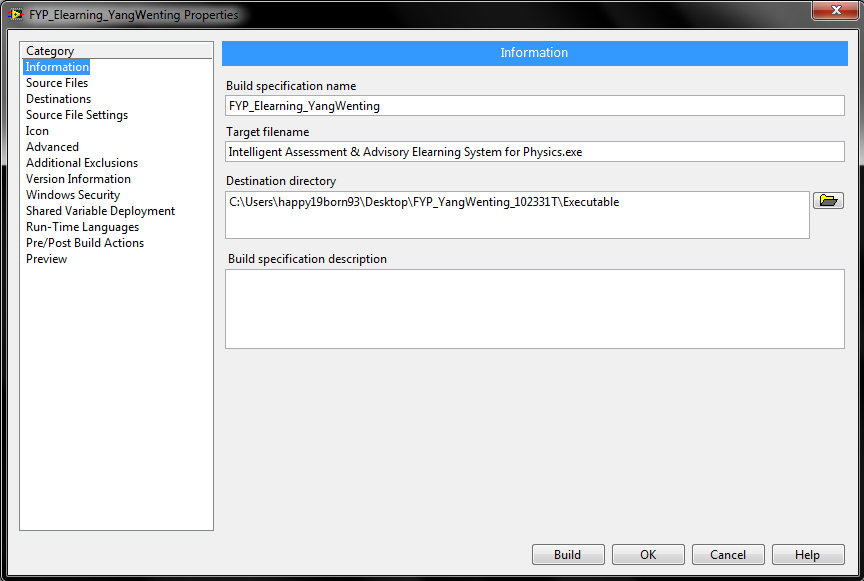 FYP_Elearning_YangWenting Properties
Category
Information
Source Files
Destinations
Source File Settings
Icon
Advanced
Additional Exclusions
Version Information
Windows Security
Shared Variable Deployment
Run-Time Languages
Pre/Post Build Actions
Preview
Information
Build specification name
FYP_Elearning_YangWenting
Target filename
Intelligent Assessment & Advisory Elearning System for Physics.exe
Destination directory
C:\Users\happy19born93\Desktop\FYP_YangWenting_102331T\Executable
Build specification description
Build OK Cancel Help